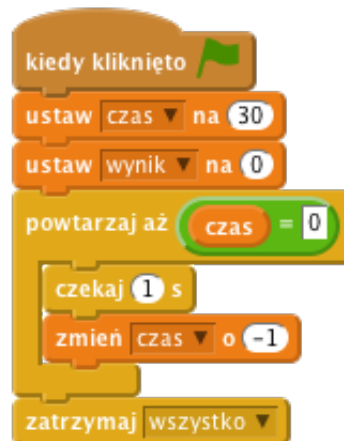 kiedy kliknięto
ustaw czas na 30
ustaw wynik na 0
powtarzaj aż czas = 0
czekaj 1 s
zmień czas o -1
zatrzymaj wszystko